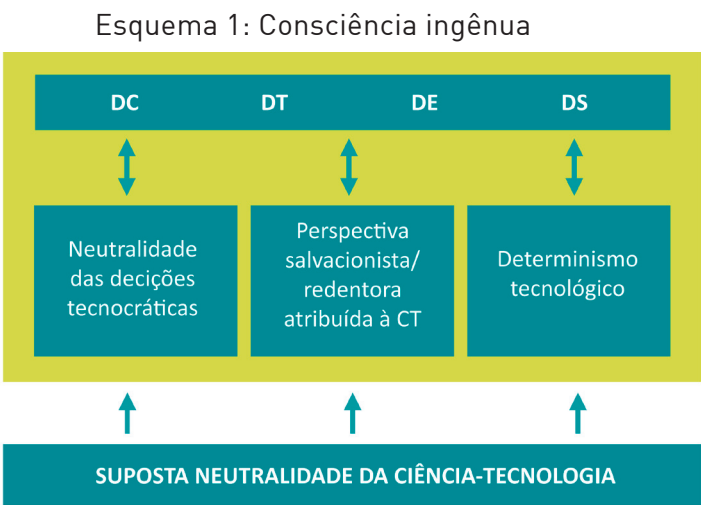 Esquema 1: Consciência ingênua
DC DT DE DS
Neutralidade
das decições
tecnocráticas
Perspectiva
salvacionista/
redentora
atribuída à CT
Determinismo
tecnológico
SUPOSTA NEUTRALIDADE DA CIÊNCIA-TECNOLOGIA